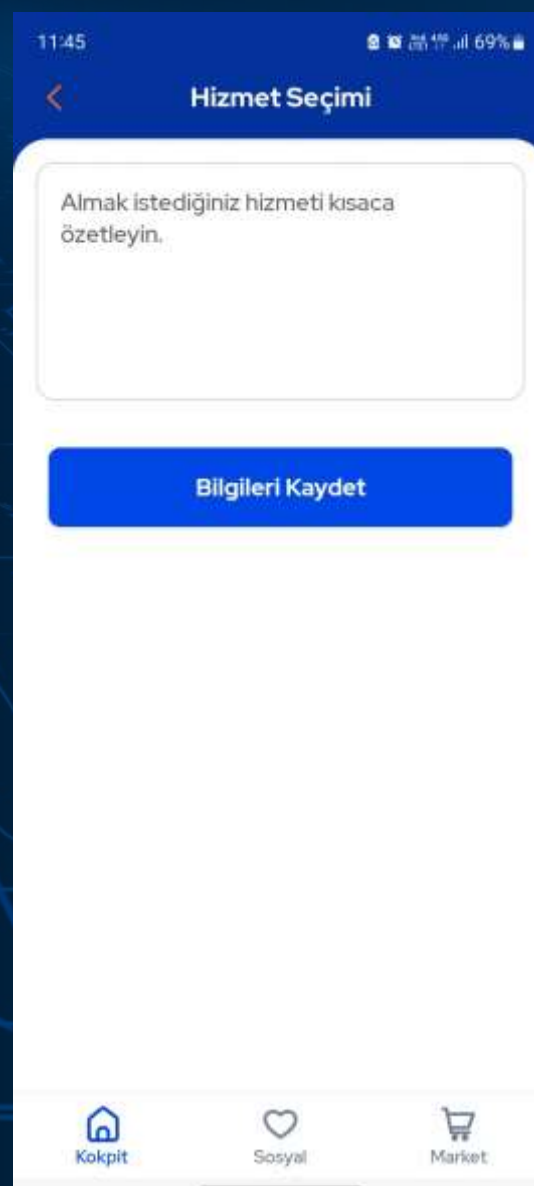 11:45
69%
Hizmet Seçimi
Almak istediğiniz hizmeti kısaca
özetleyin.
Bilgileri Kaydet
Kokpit
Sosyal
Market